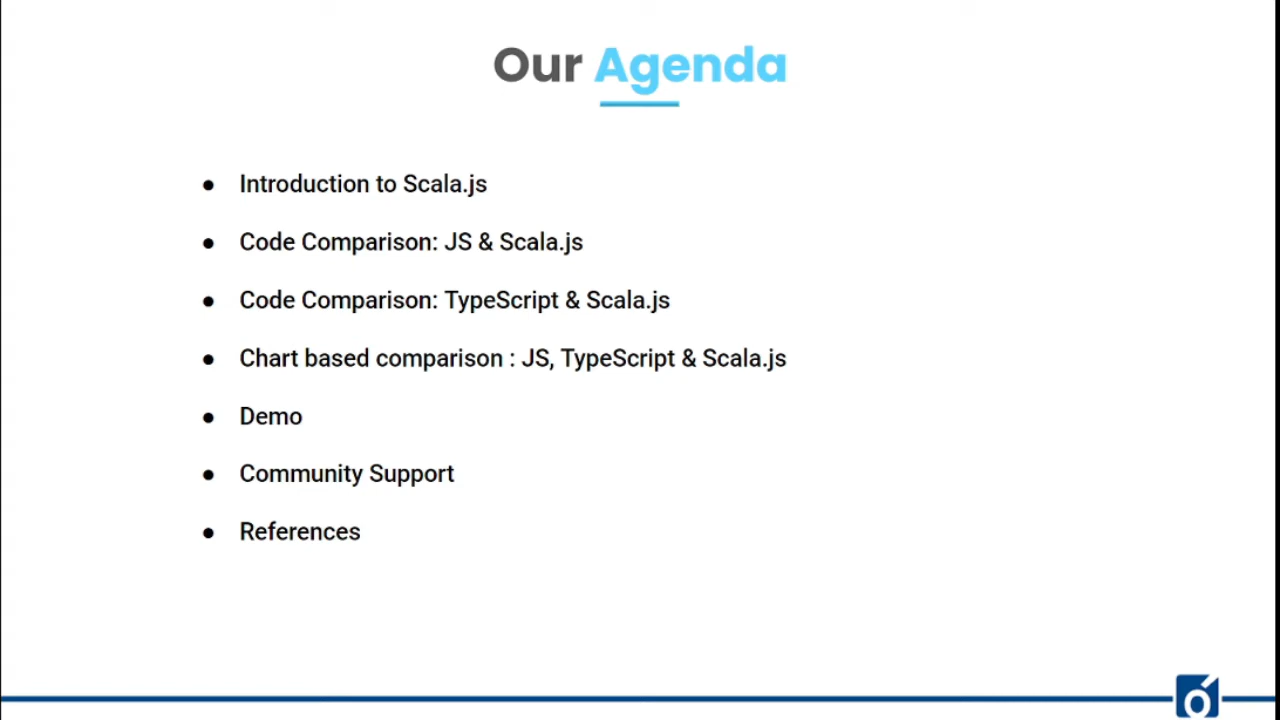 Our Agenda
● Introduction to Scala.js
● Code Comparison: JS & Scala.js
● Code Comparison: TypeScript & Scala.js
● Chart based comparison : JS, TypeScript & Scala.js
● Demo
● Community Support
● References